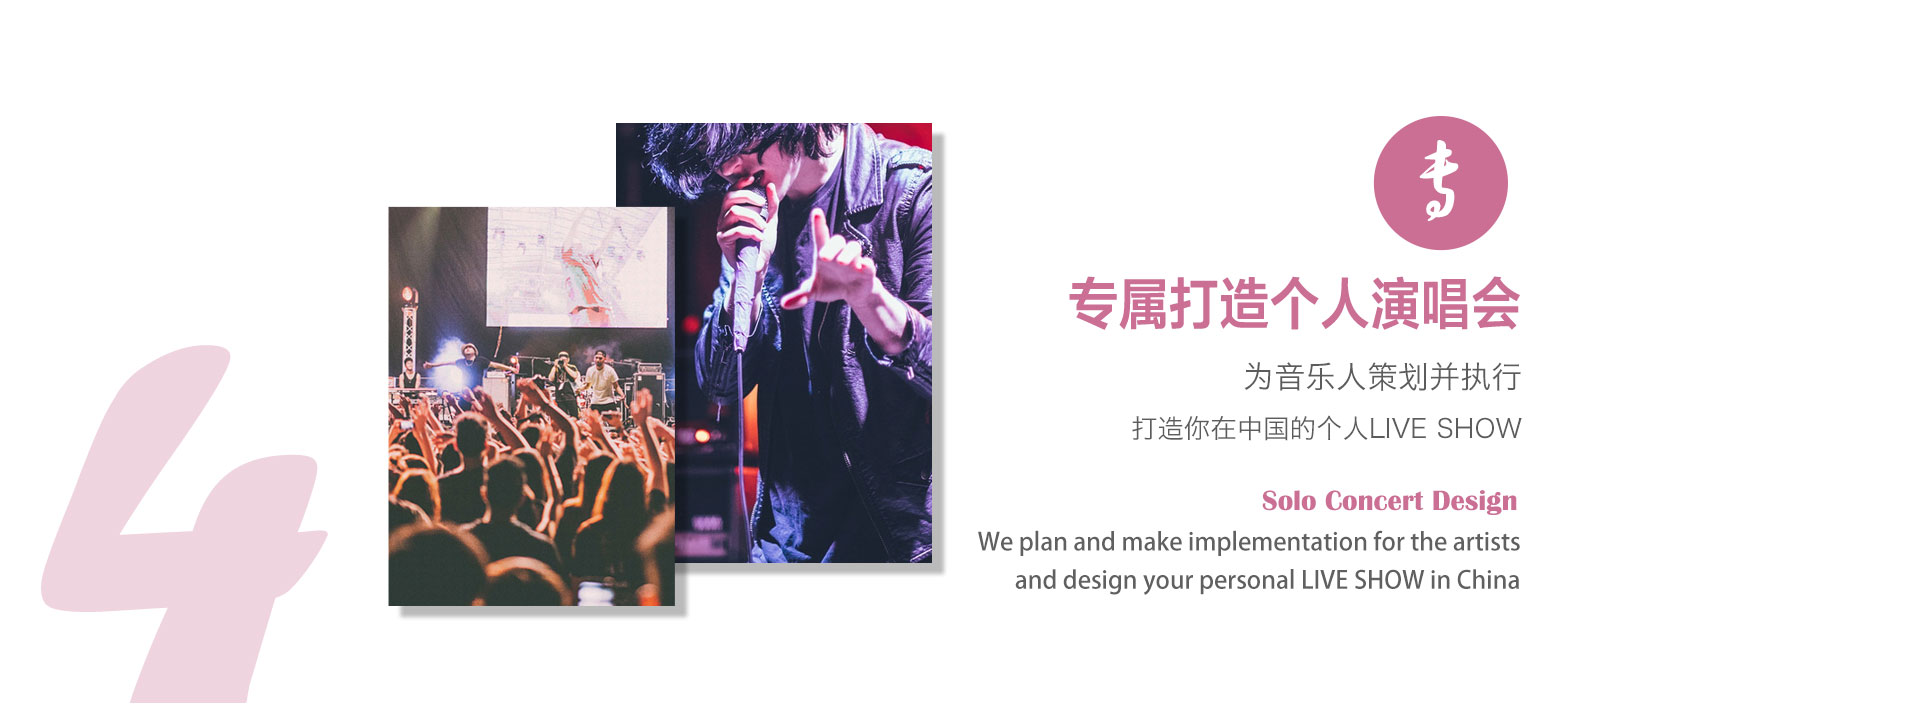 4
专属打造个人演唱会
为音乐人策划并执行
打造你在中国的个人LIVE SHOW
Solo Concert Design
We plan and make implementation for the artists
and design your personal LIVE SHOW in China